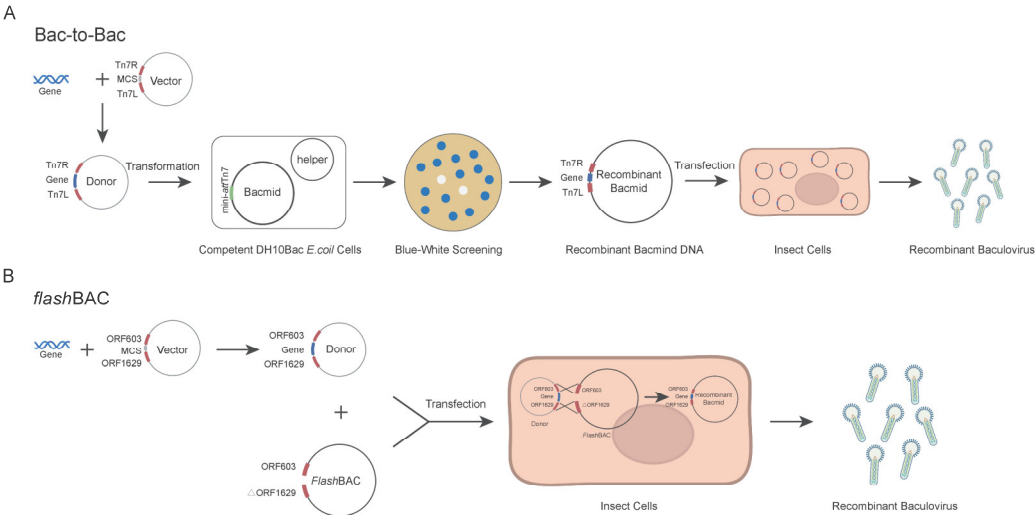 A
Bac-to-Bac
Gene
+
Tn7R
MCS
Tn7L
Vector
Tn7R
Gene
Tn7L
Donor
Transformation
mini-attTn7
Bacmid
helper
Competent DH10Bac E.coil Cells
Blue-White Screening
Tn7R
Gene
Tn7L
Recombinant
Bacmid
Recombinant Bacmind DNA
Transfection
Insect Cells
Recombinant Baculovirus
B
flashBAC
Gene
+
ORF603
MCS
ORF1629
Vector
ORF603
Gene
ORF1629
Donor
+
ORF603
△ORF1629
FlashBAC
Transfection
ORF603
Gene
ORF1629
Donor
ORF603
△ORF1629
FlashBAC
ORF603
Gene
ORF1629
Recombinant
Bacmid
Insect Cells
Recombinant Baculovirus